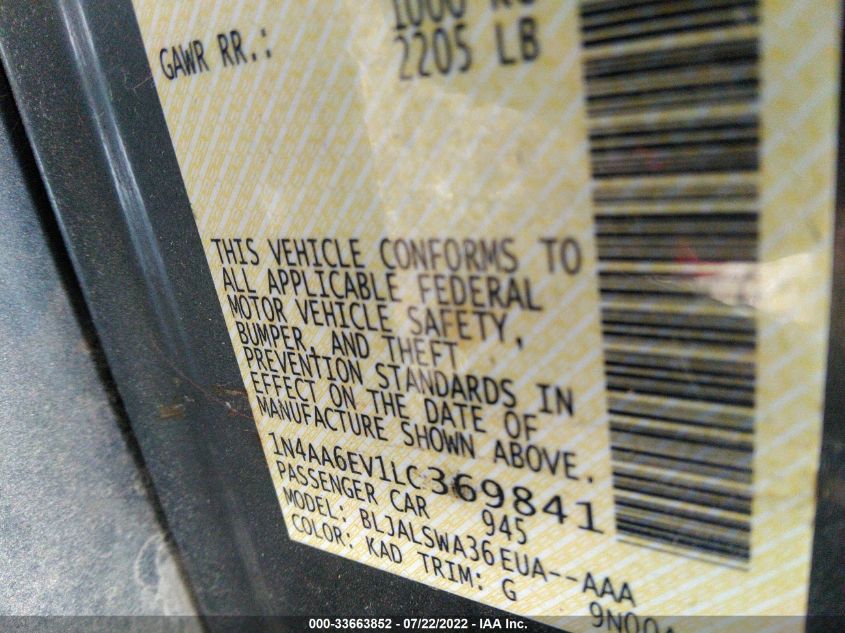 1000 KG
GAWR RR.: 2205 LB
THIS VEHICLE CONFORMS TO
ALL APPLICABLE FEDERAL
MOTOR VEHICLE SAFETY,
BUMPER, AND THEFT
PREVENTION STANDARDS IN
EFFECT ON THE DATE OF
MANUFACTURE SHOWN ABOVE.
1N4AA6EV1LC369841
PASSENGER CAR 945
MODEL: BLJALSWA36EUA--AAA
COLOR: KAD TRIM: G
000-33663852 | 07/22/2022 - IAA Inc.